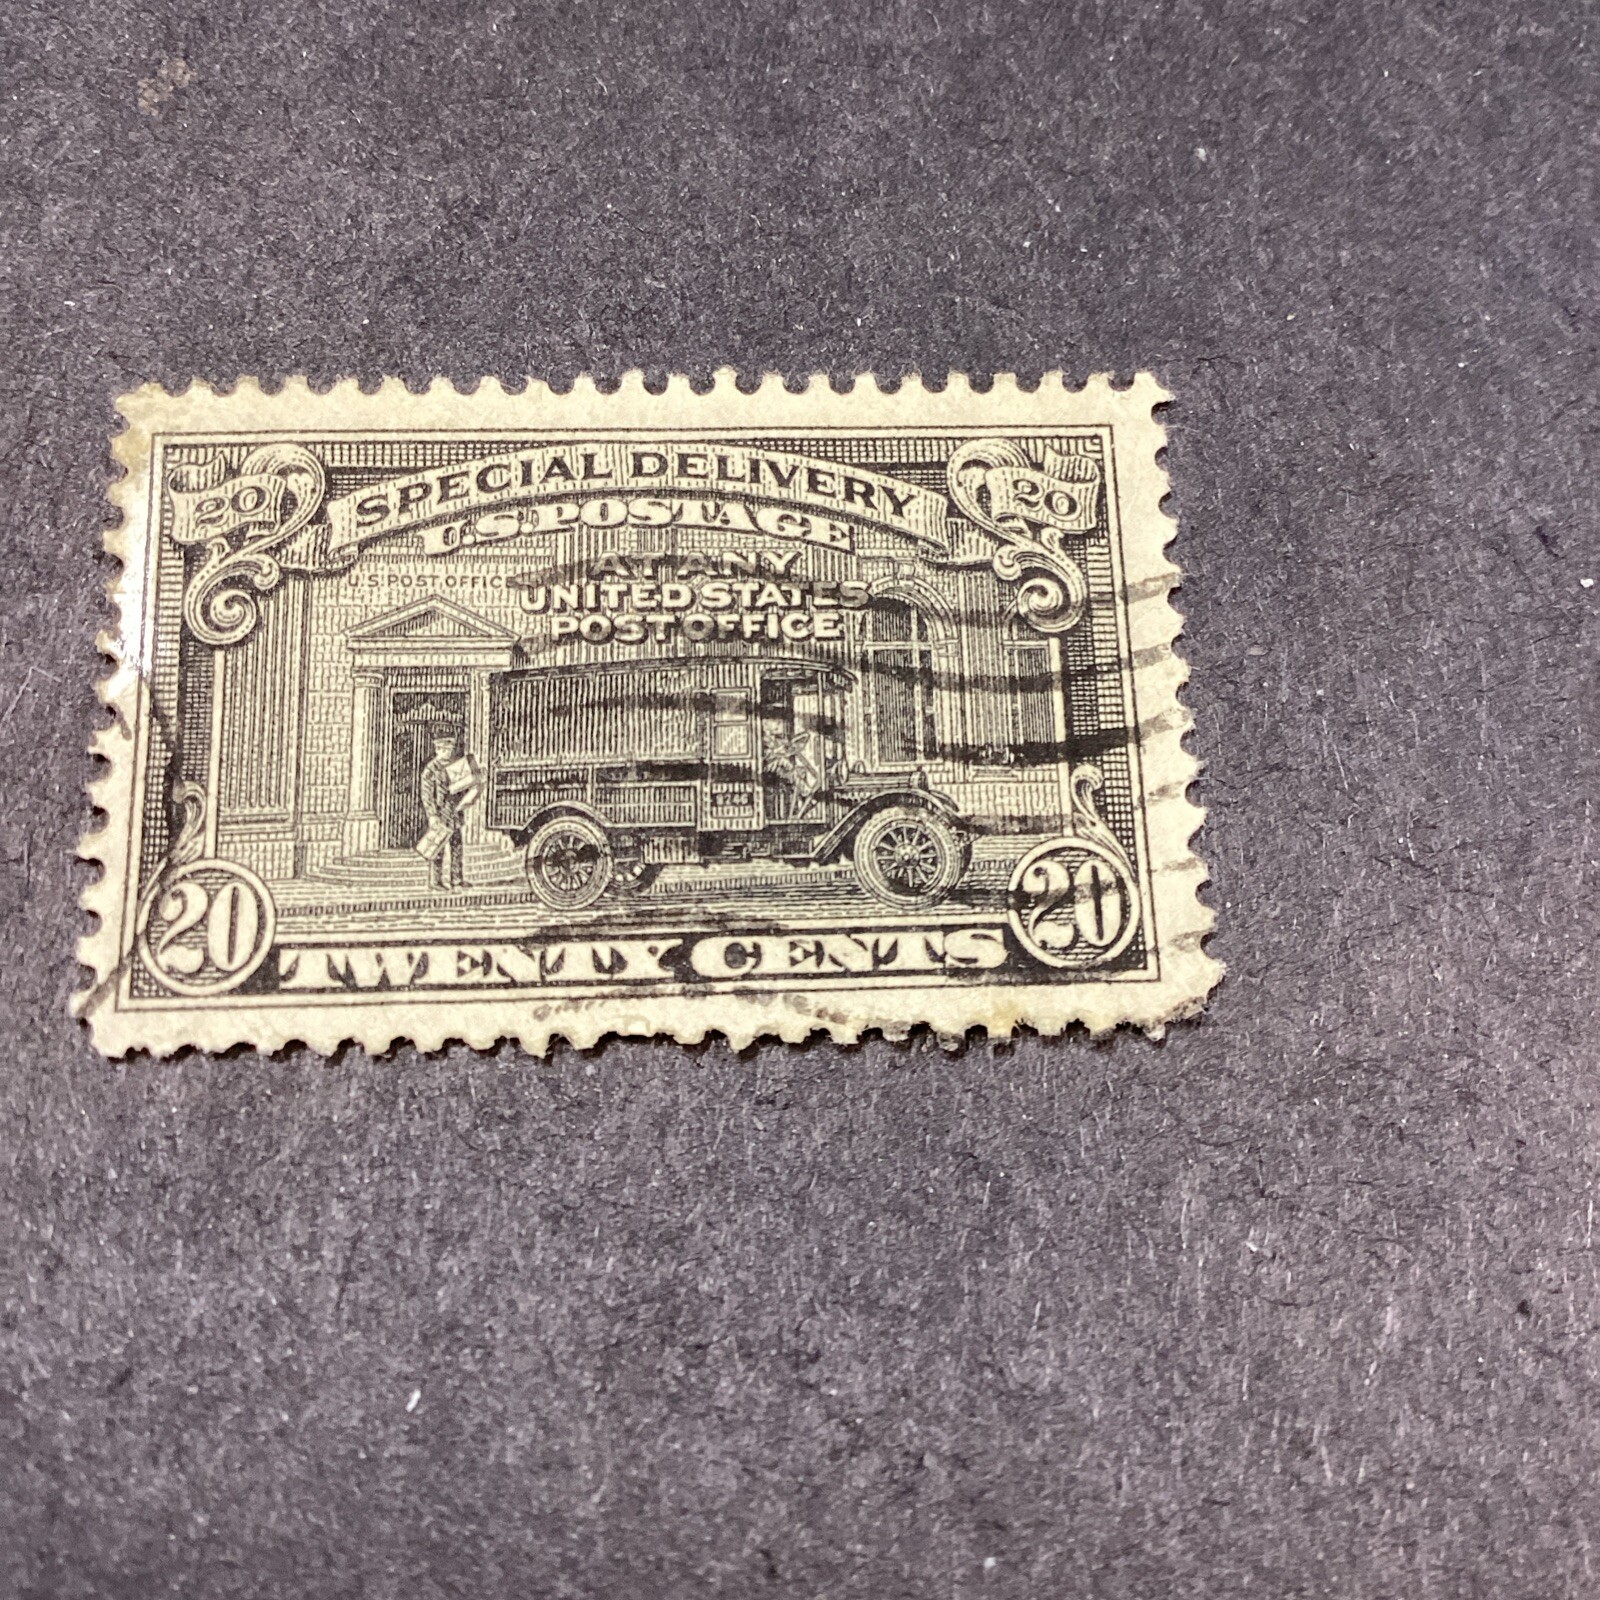 20 SPECIAL DELIVERY 20
U.S. POSTAGE
AT ANY
UNITED STATES
POST OFFICE
U.S. POST OFFICE
20 TWENTY CENTS 20